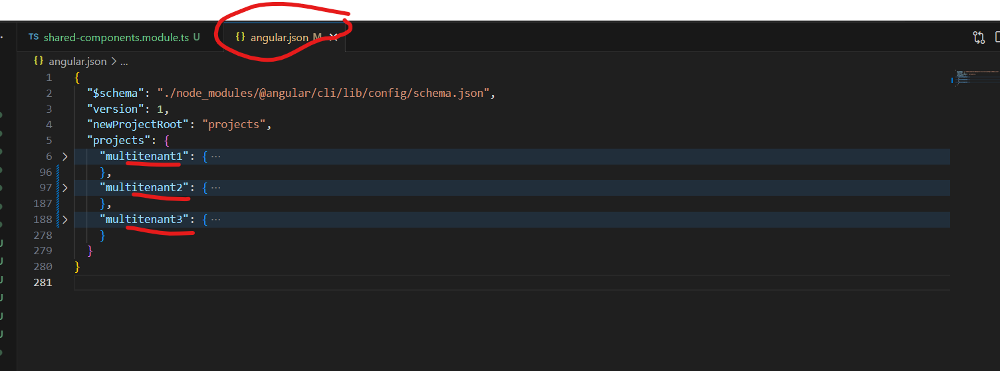 TS shared-components.module.ts U {} angular.json M
{} angular.json > ...
1 {
2 "$schema": "./node_modules/@angular/cli/lib/config/schema.json",
3 "version": 1,
4 "newProjectRoot": "projects",
5 "projects": {
6 "multitenant1": { ...
96 },
97 "multitenant2": { ...
187 },
188 "multitenant3": { ...
278 }
279 }
280 }
281
U
U
U
U
U
U